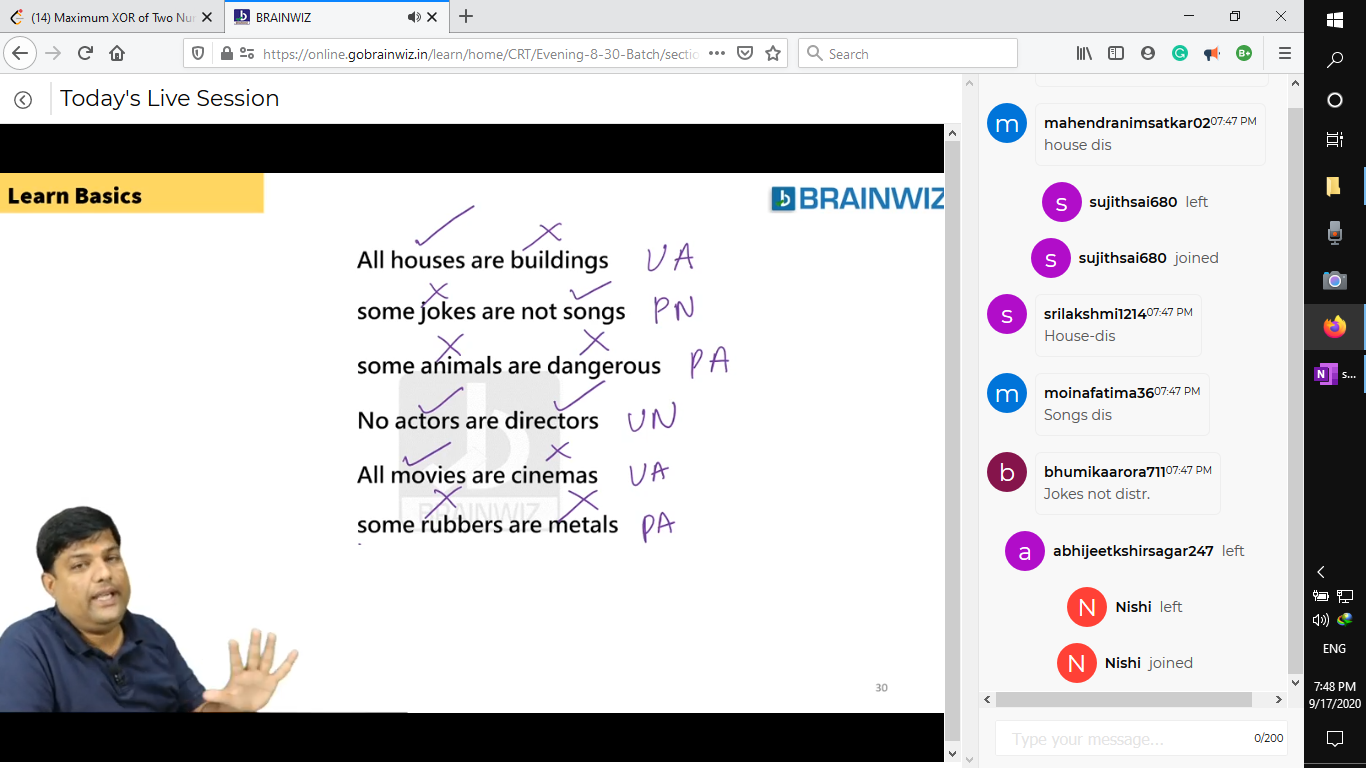 (14) Maximum XOR of Two Nu
BRAINWIZ
https://online.gobrainwiz.in/learn/home/CRT/Evening-8-30-Batch/sectio
Search
Today's Live Session
Learn Basics
BRAINWIZ
All houses are buildings UA
some jokes are not songs PN
some animals are dangerous PA
No actors are directors UN
All movies are cinemas UA
some rubbers are metals PA
BRAINWIZ
30
m
mahendranimsatkar02 07:47 PM
house dis
s
sujithsai680 left
s
sujithsai680 joined
s
srilakshmi1214 07:47 PM
House-dis
m
moinafatima36 07:47 PM
Songs dis
b
bhumikaarora711 07:47 PM
Jokes not distr.
a
abhijeetkshirsagar247 left
N
Nishi left
N
Nishi joined
Type your message...
0/200
B+
N
s...
ENG
7:48 PM
9/17/2020